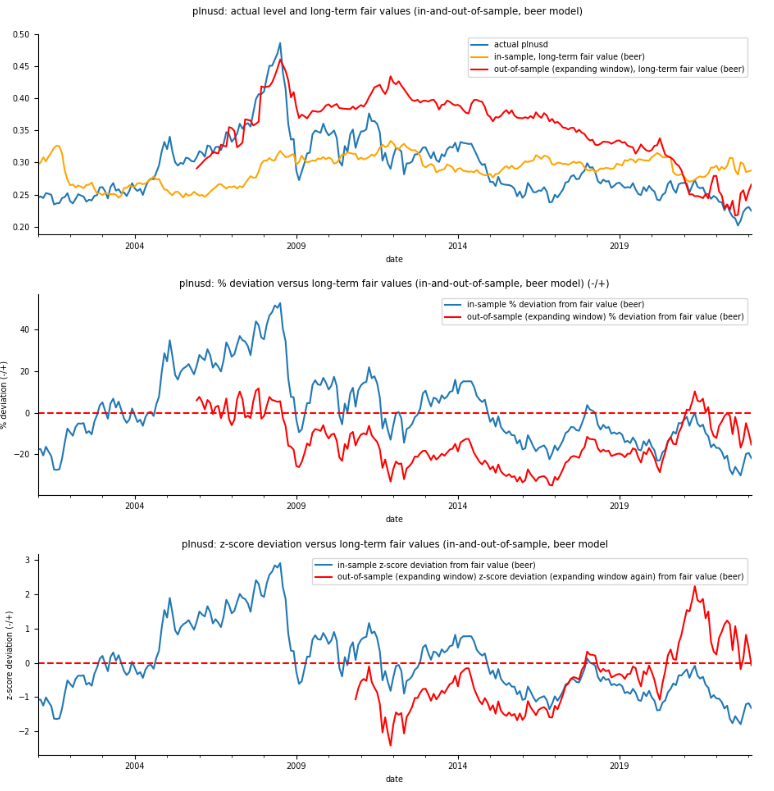 plnusd: actual level and long-term fair values (in-and-out-of-sample, beer model)
0.50
0.45
0.40
0.35
0.30
0.25
0.20
actual plnusd
in-sample, long-term fair value (beer)
out-of-sample (expanding window), long-term fair value (beer)
2004
2009
2014
2019
date
plnusd: % deviation versus long-term fair values (in-and-out-of-sample, beer model) (-/+)
% deviation (-/+)
40
20
0
−20
in-sample % deviation from fair value (beer)
out-of-sample (expanding window) % deviation from fair value (beer)
2004
2009
2014
2019
date
plnusd: z-score deviation versus long-term fair values (in-and-out-of-sample, beer model
z-score deviation (-/+)
3
2
1
0
−1
−2
in-sample z-score deviation from fair value (beer)
out-of-sample (expanding window) z-score deviation (expanding window again) from fair value (beer)
2004
2009
2014
2019
date